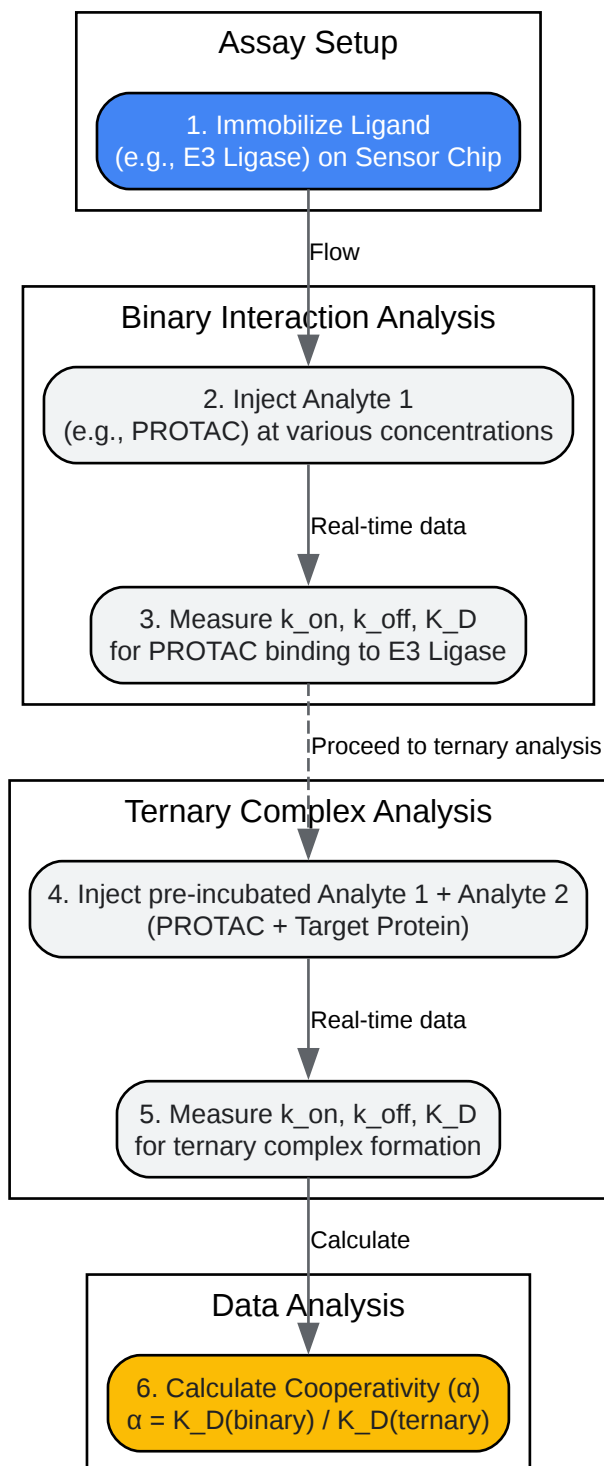 Assay Setup
1. Immobilize Ligand
(e.g., E3 Ligase) on Sensor Chip
Flow
Binary Interaction Analysis
2. Inject Analyte 1
(e.g., PROTAC) at various concentrations
Real-time data
3. Measure k_on, k_off, K_D
for PROTAC binding to E3 Ligase
Proceed to ternary analysis
Ternary Complex Analysis
4. Inject pre-incubated Analyte 1 + Analyte 2
(PROTAC + Target Protein)
Real-time data
5. Measure k_on, k_off, K_D
for ternary complex formation
Calculate
Data Analysis
6. Calculate Cooperativity (α)
α = K_D(binary) / K_D(ternary)